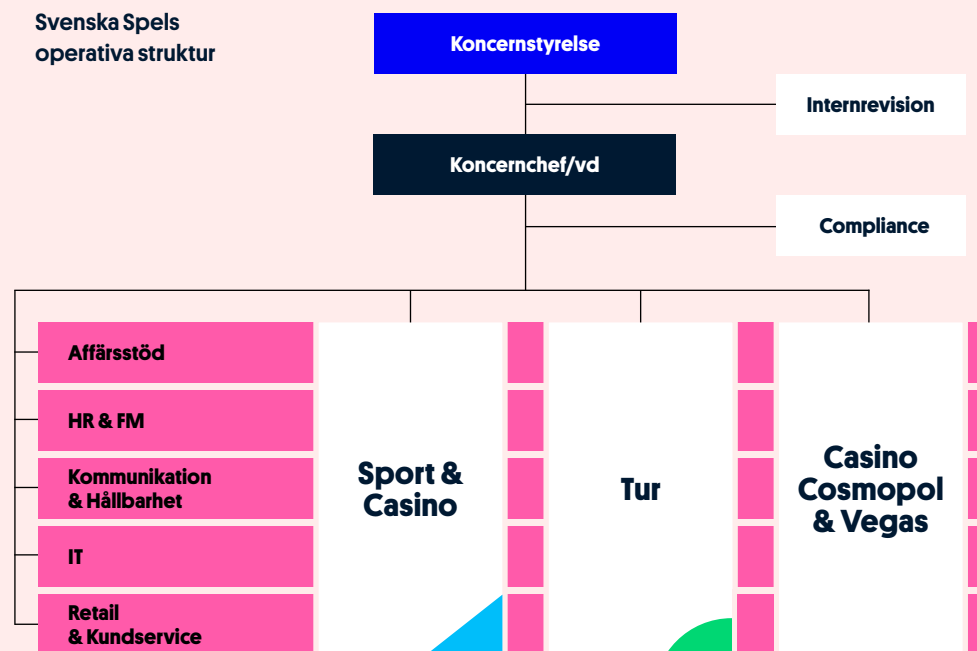 Svenska Spels
operativa struktur
Koncernstyrelse
Internrevision
Koncernchef/vd
Compliance
Affärsstöd
HR & FM
Kommunikation
& Hållbarhet
IT
Retail
& Kundservice
Sport &
Casino
Tur
Casino
Cosmopol
& Vegas